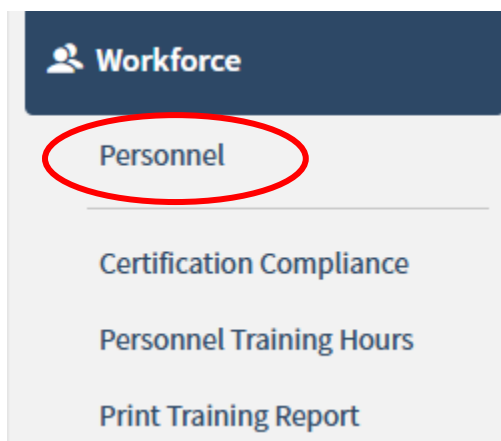 Workforce
Personnel
Certification Compliance
Personnel Training Hours
Print Training Report